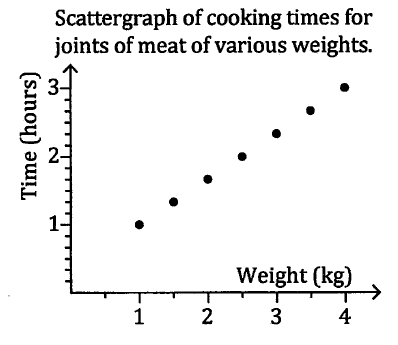 Scattergraph of cooking times for
joints of meat of various weights.
Time (hours)
3
2
1
Weight (kg)
1 2 3 4